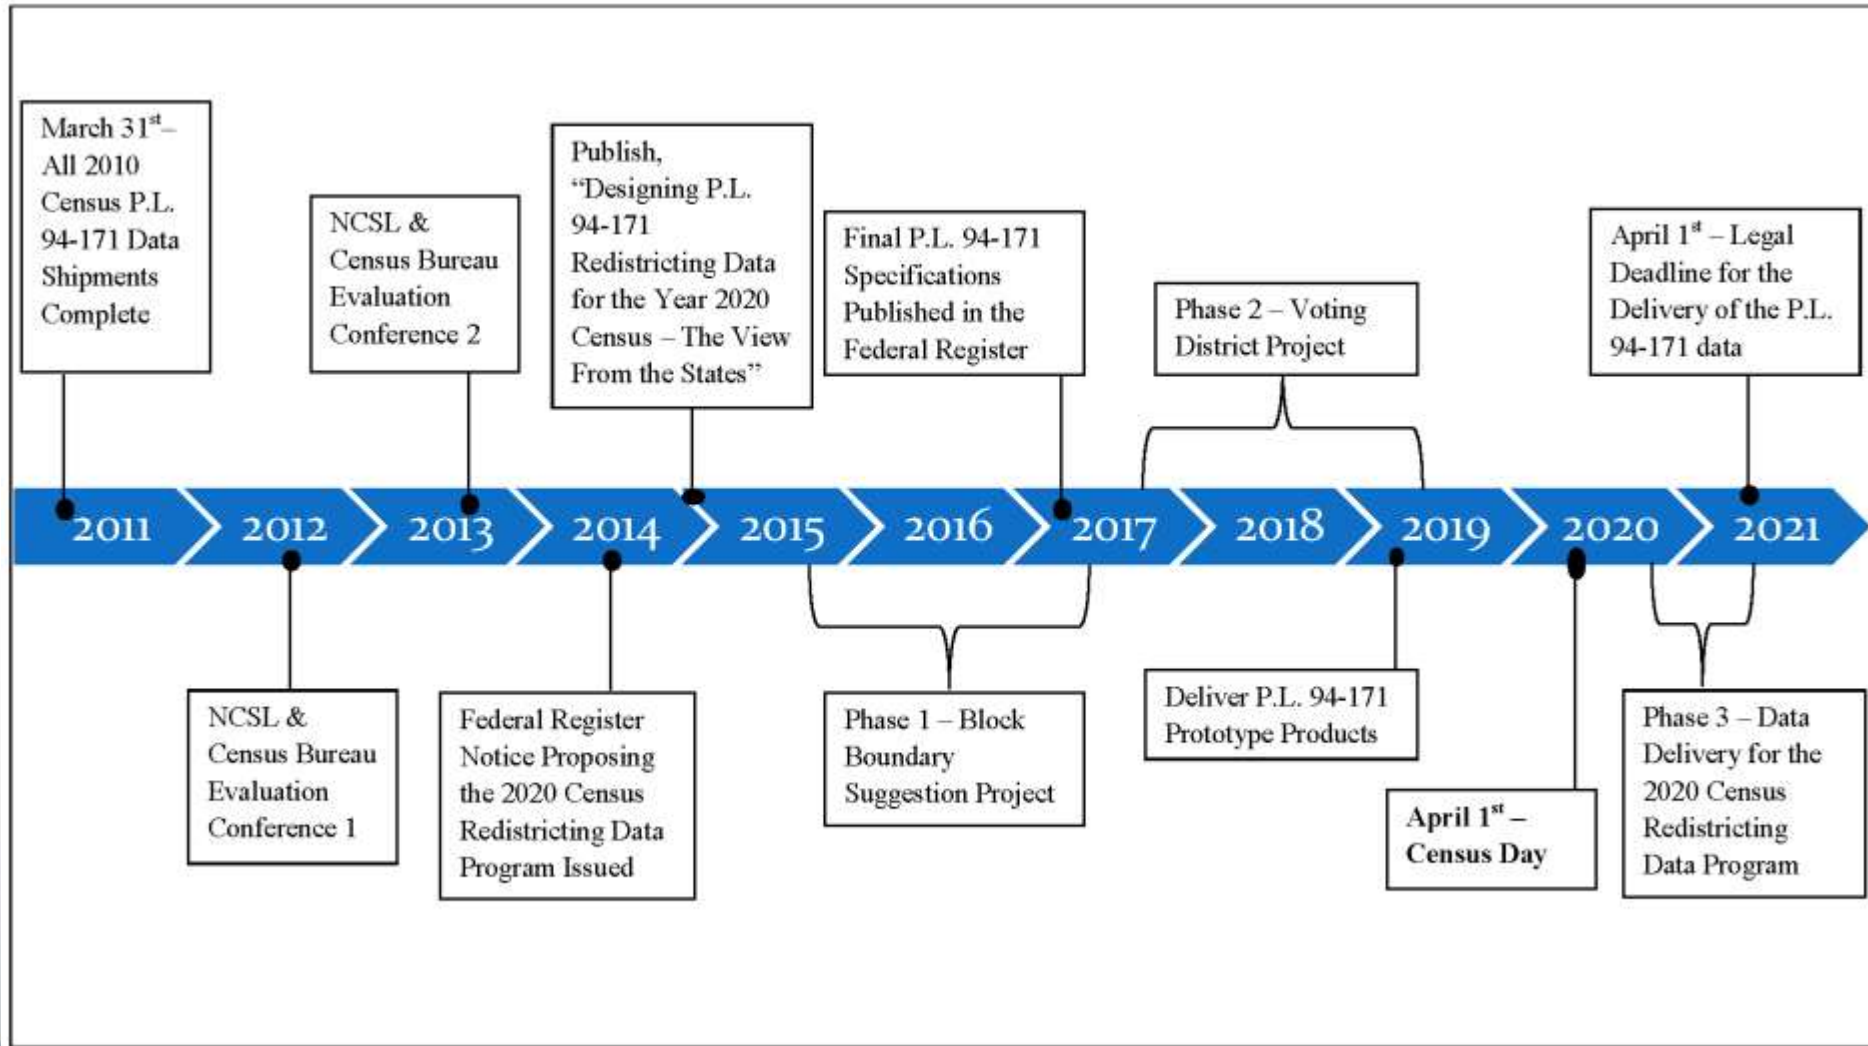 March 31st–
All 2010
Census P.L.
94-171 Data
Shipments
Complete
NCSL &
Census Bureau
Evaluation
Conference 2
Publish,
“Designing P.L.
94-171
Redistricting Data
for the Year 2020
Census – The View
From the States”
Final P.L. 94-171
Specifications
Published in the
Federal Register
Phase 2 – Voting
District Project
April 1st – Legal
Deadline for the
Delivery of the P.L.
94-171 data
2011 2012 2013 2014 2015 2016 2017 2018 2019 2020 2021
NCSL &
Census Bureau
Evaluation
Conference 1
Federal Register
Notice Proposing
the 2020 Census
Redistricting Data
Program Issued
Phase 1 – Block
Boundary
Suggestion Project
Deliver P.L. 94-171
Prototype Products
April 1st –
Census Day
Phase 3 – Data
Delivery for the
2020 Census
Redistricting
Data Program